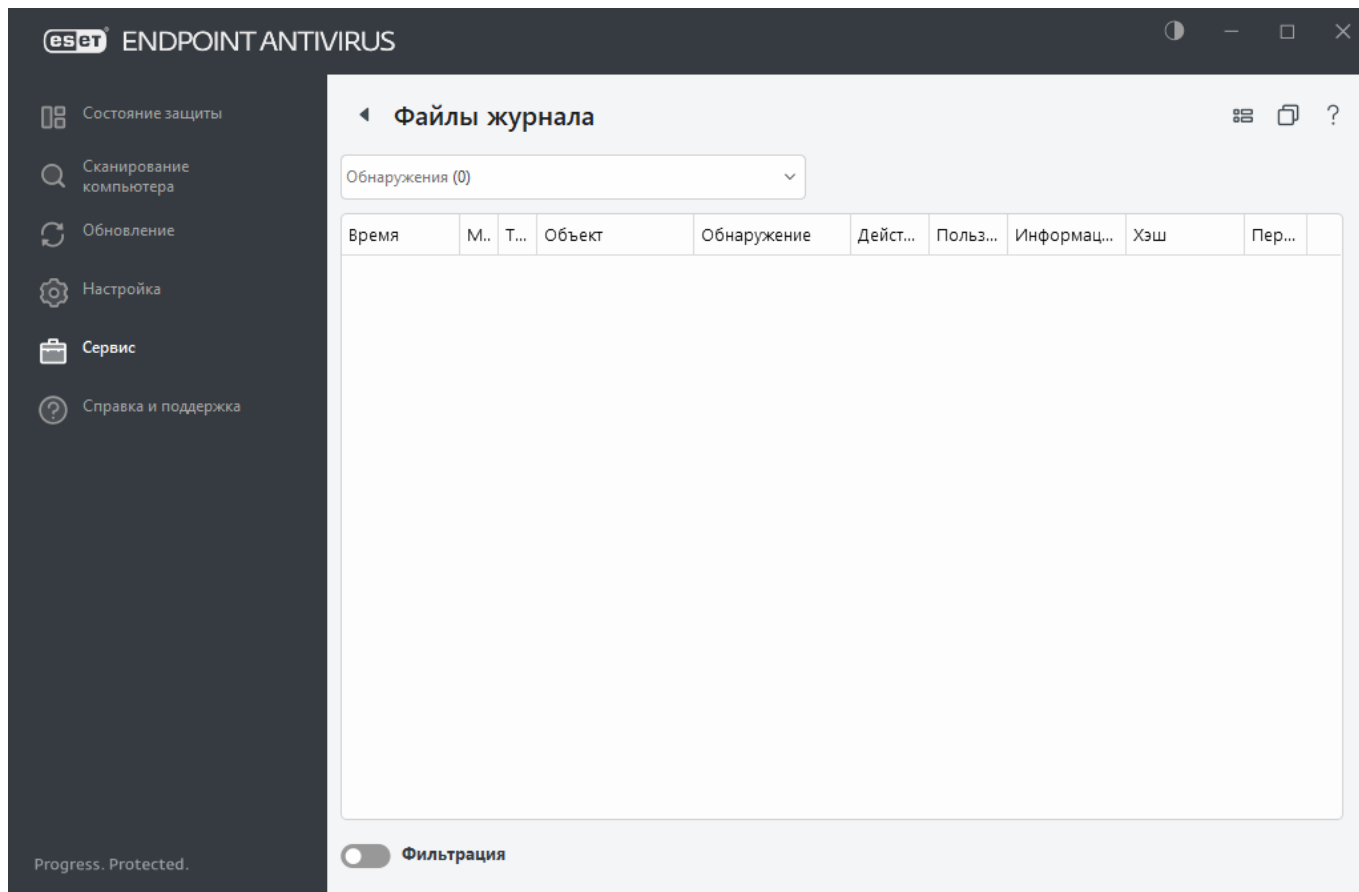 eset ENDPOINT ANTIVIRUS
Состояние защиты
Сканирование
компьютера
Обновление
Настройка
Сервис
Справка и поддержка
Progress. Protected.
Файлы журнала
?
Обнаружения (0)
Время М.. Т... Объект Обнаружение Дейст... Польз... Информац... Хэш Пер...
Фильтрация